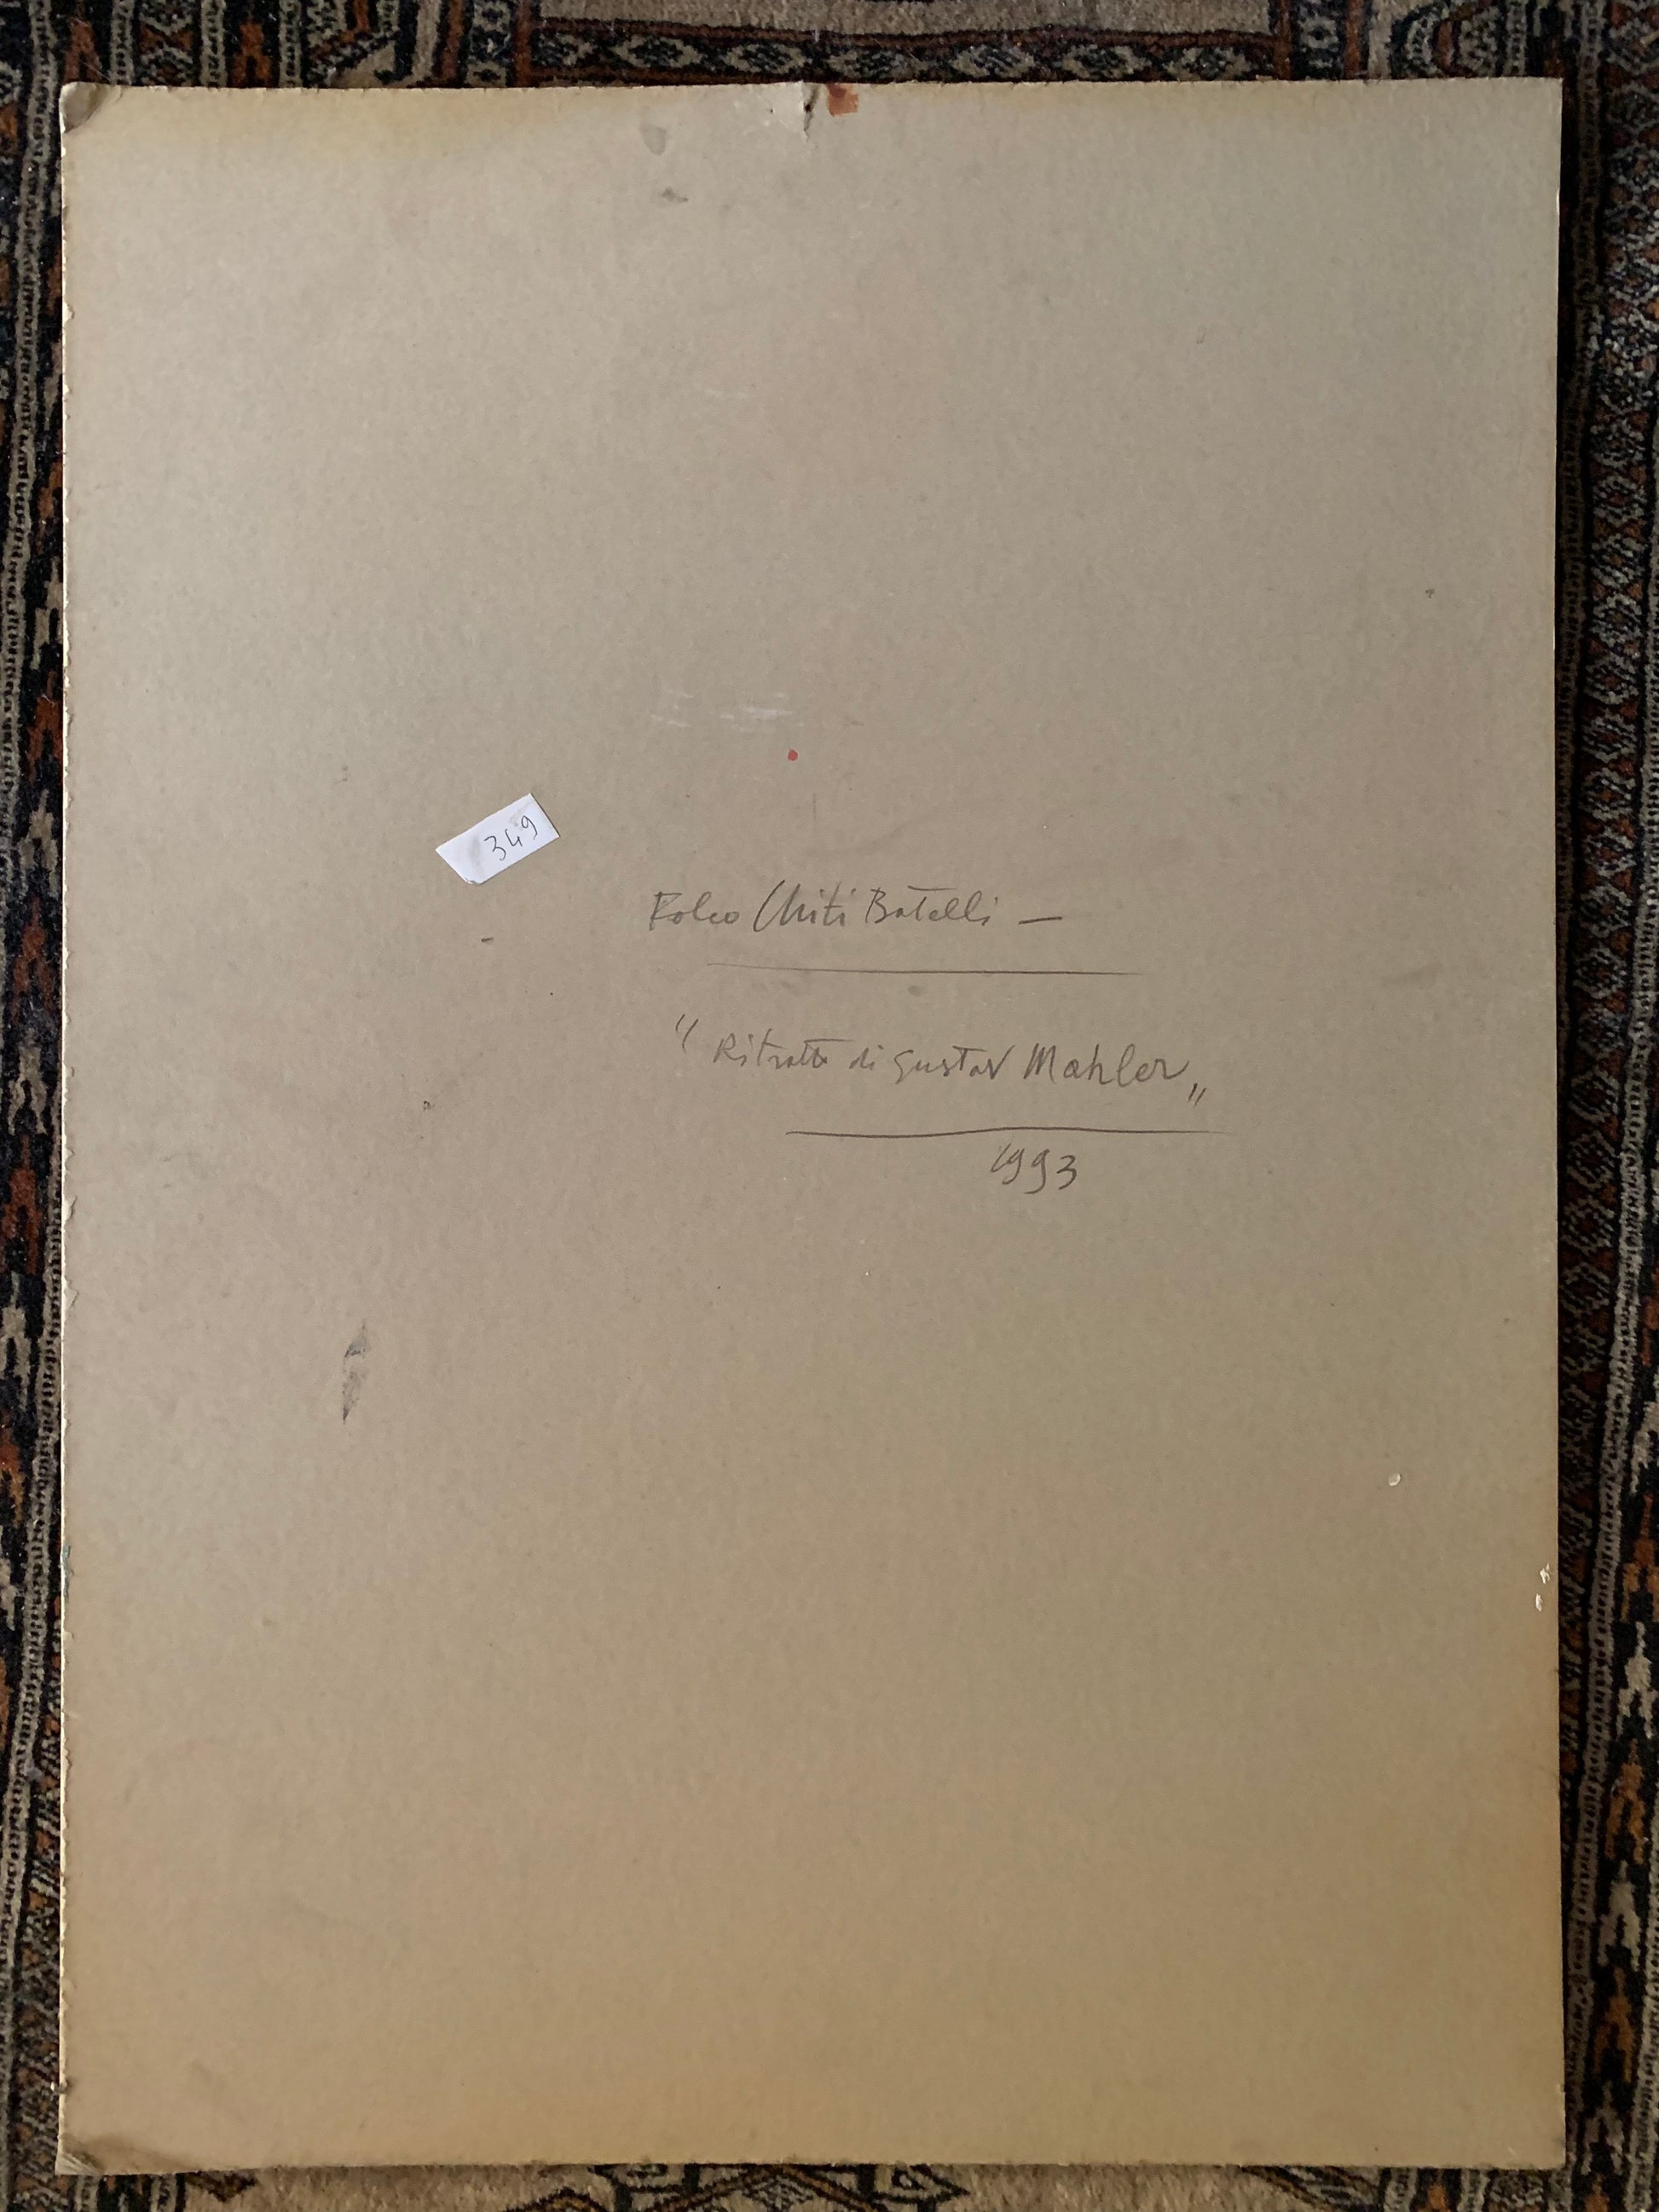 349
Folco Chiti Batelli —
"Ritratto di Gustav Mahler"
1993